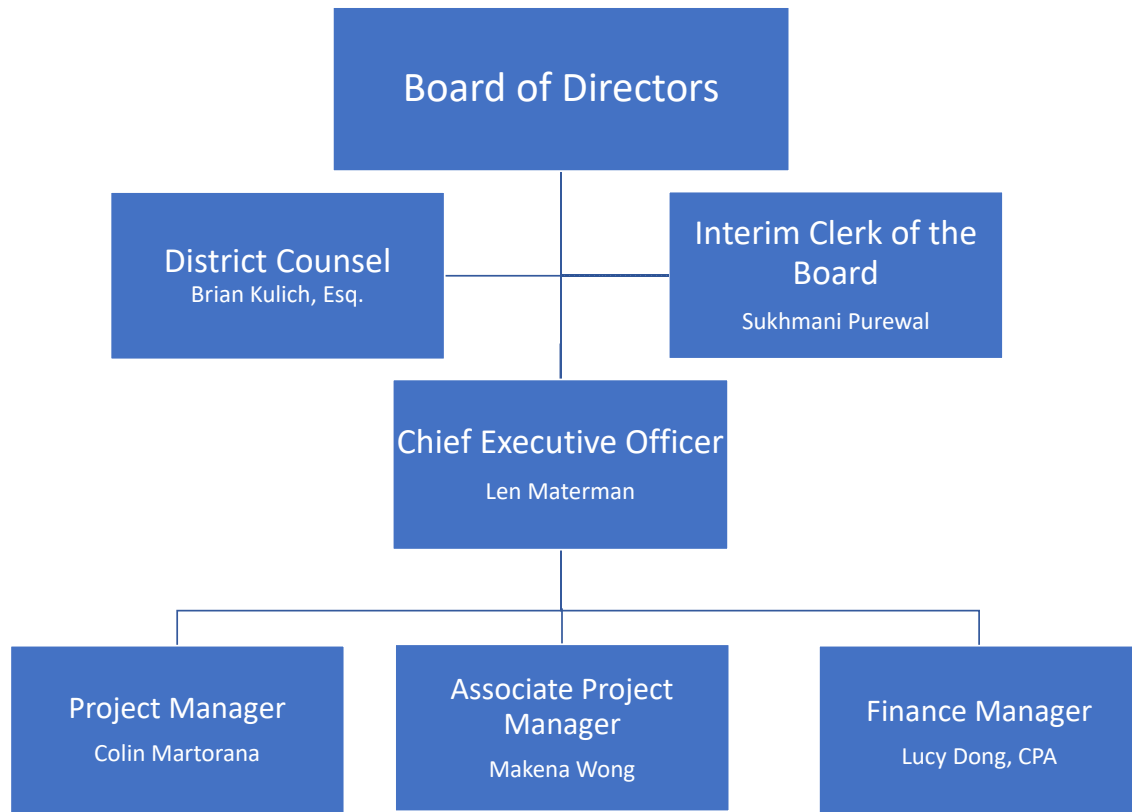 Board of Directors
District Counsel
Brian Kulich, Esq.
Interim Clerk of the
Board
Sukhmani Purewal
Chief Executive Officer
Len Materman
Project Manager
Colin Martorana
Associate Project
Manager
Makena Wong
Finance Manager
Lucy Dong, CPA